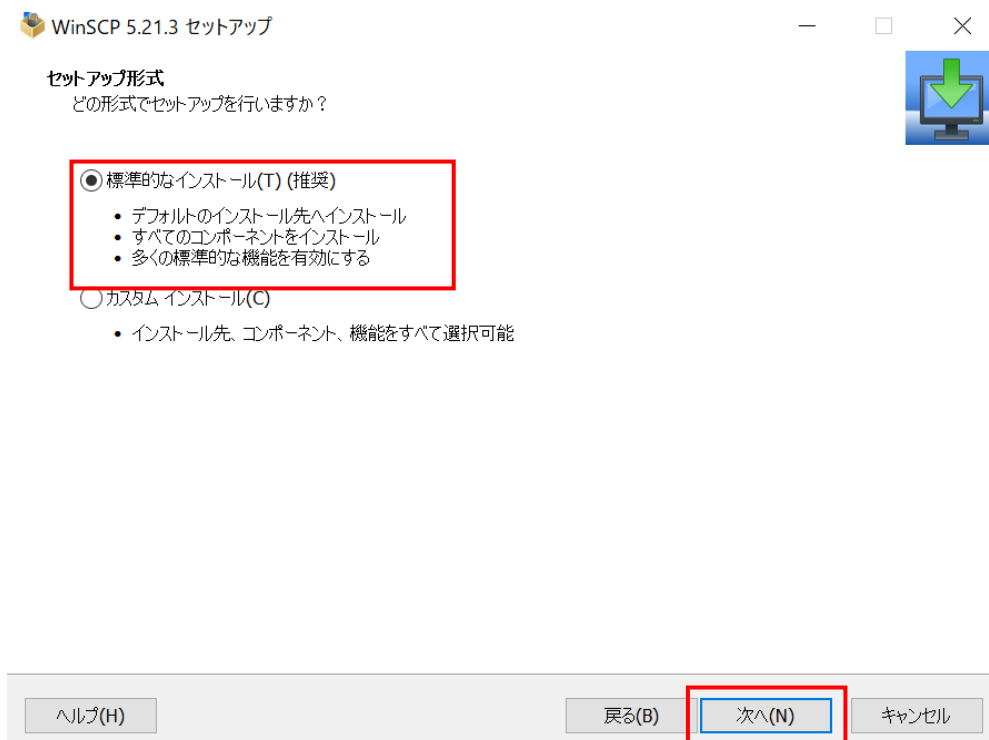 WinSCP 5.21.3 セットアップ
セットアップ形式
どの形式でセットアップを行いますか？
標準的なインストール(T) (推奨)
• デフォルトのインストール先へインストール
• すべてのコンポーネントをインストール
• 多くの標準的な機能を有効にする
カスタム インストール(C)
• インストール先、コンポーネント、機能をすべて選択可能
ヘルプ(H) 戻る(B) 次へ(N) キャンセル